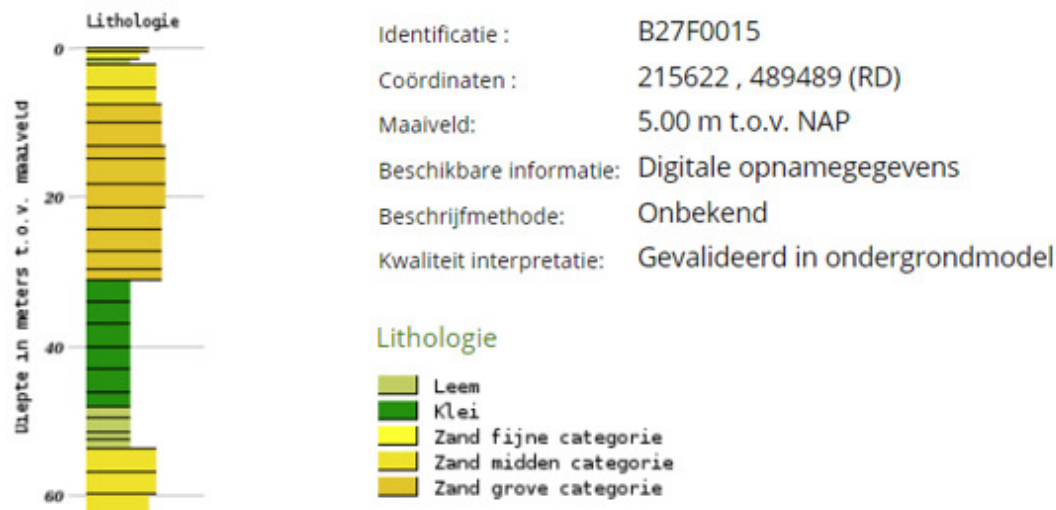 Lithologie
0
20
40
60
Diepte in meters t.o.v. maaiveld
Identificatie : B27F0015
Coördinaten : 215622 , 489489 (RD)
Maaiveld: 5.00 m t.o.v. NAP
Beschikbare informatie: Digitale opnamegegevens
Beschrijfmethode: Onbekend
Kwaliteit interpretatie: Gevalideerd in ondergrondmodel
Lithologie
Leem
Klei
Zand fijne categorie
Zand midden categorie
Zand grove categorie